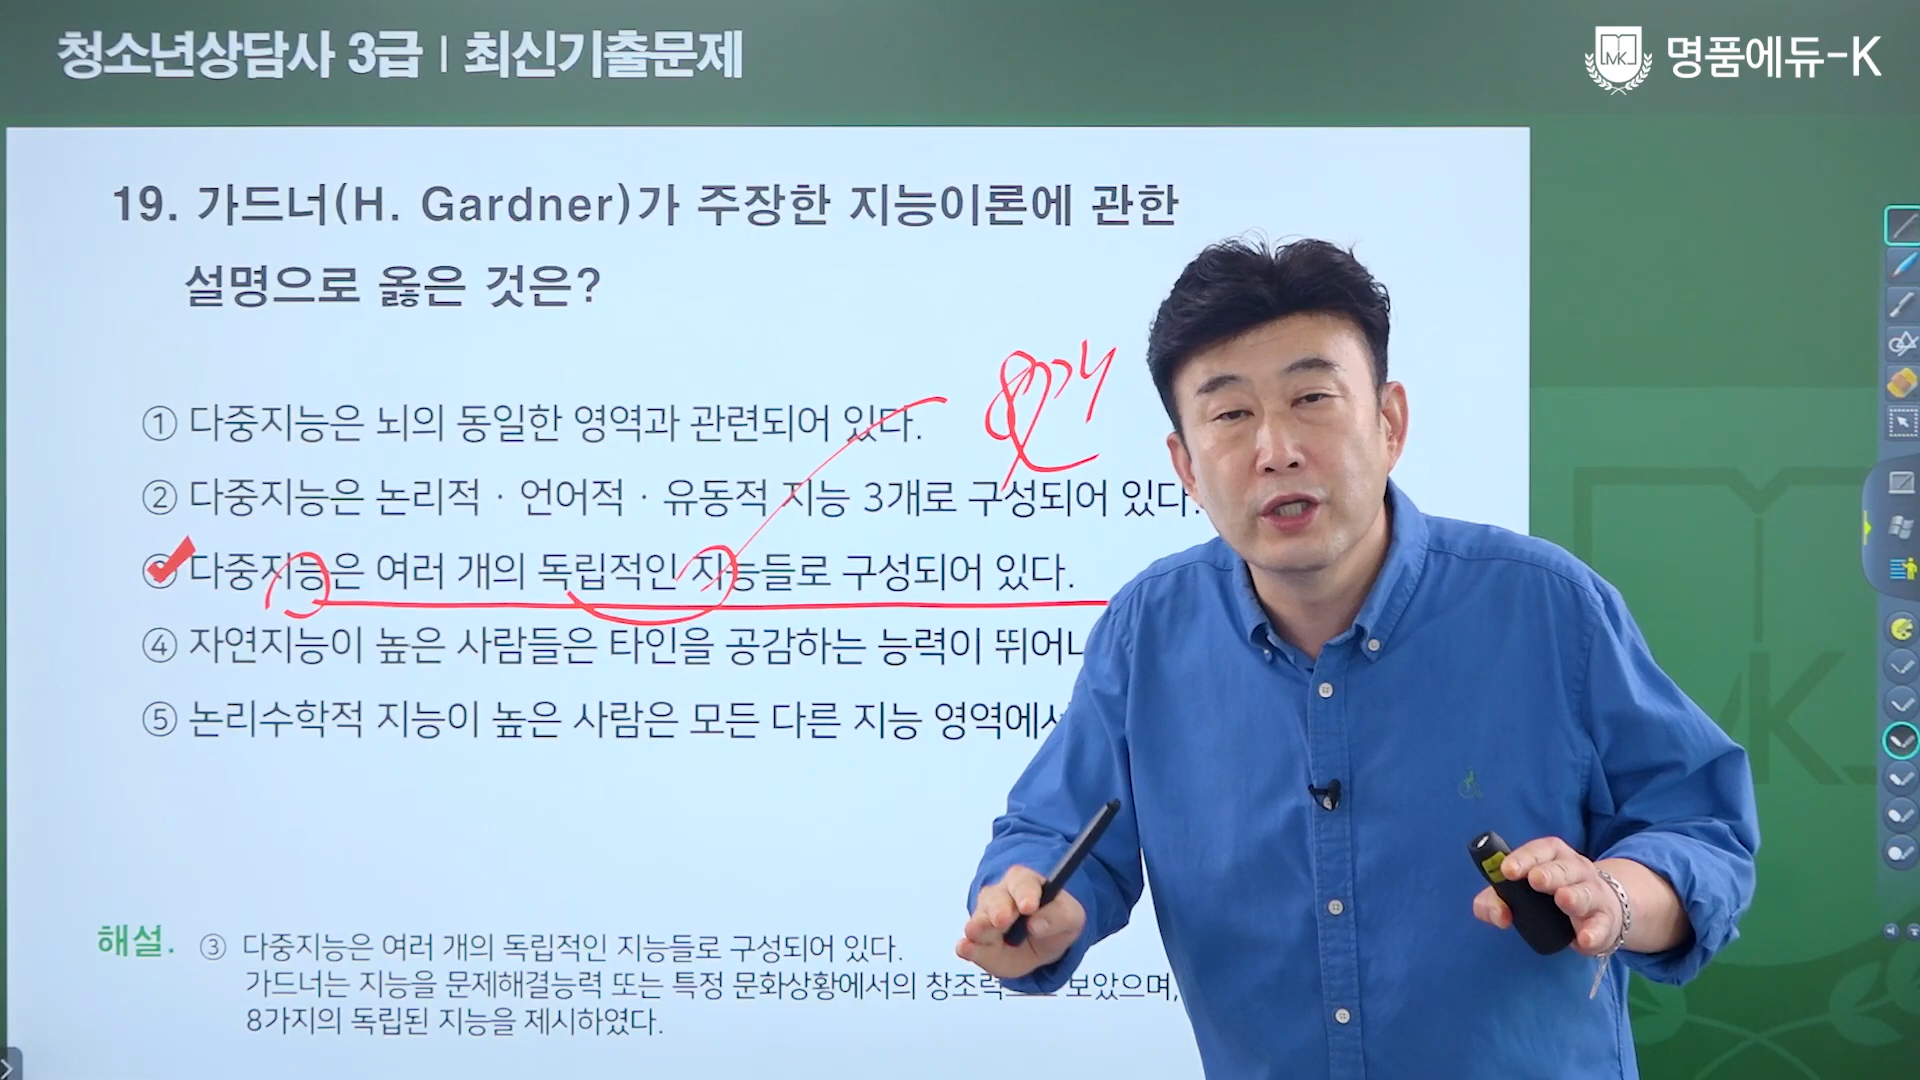 청소년상담사 3급 | 최신기출문제
명품에듀-K
19. 가드너(H. Gardner)가 주장한 지능이론에 관한
설명으로 옳은 것은?
① 다중지능은 뇌의 동일한 영역과 관련되어 있다.
② 다중지능은 논리적 · 언어적 · 유동적 지능 3개로 구성되어 있다.
③ 다중지능은 여러 개의 독립적인 지능들로 구성되어 있다.
④ 자연지능이 높은 사람들은 타인을 공감하는 능력이
⑤ 논리수학적 지능이 높은 사람은 모든 다른 지능
해설. ③ 다중지능은 여러 개의 독립적인 지능들로 구성되어 있다.
가드너는 지능을 문제해결능력 또는 특정 문화상황에서의 보았으며,
8가지의 독립된 지능을 제시하였다.